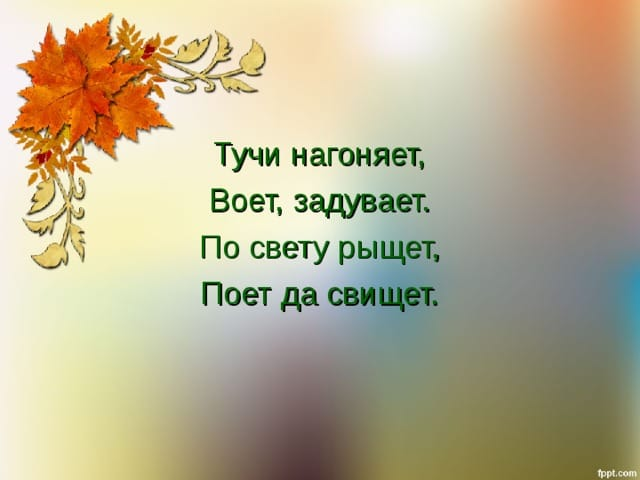 Тучи нагоняет,
Воет, задувает.
По свету рыщет,
Поет да свищет.
fppt.com